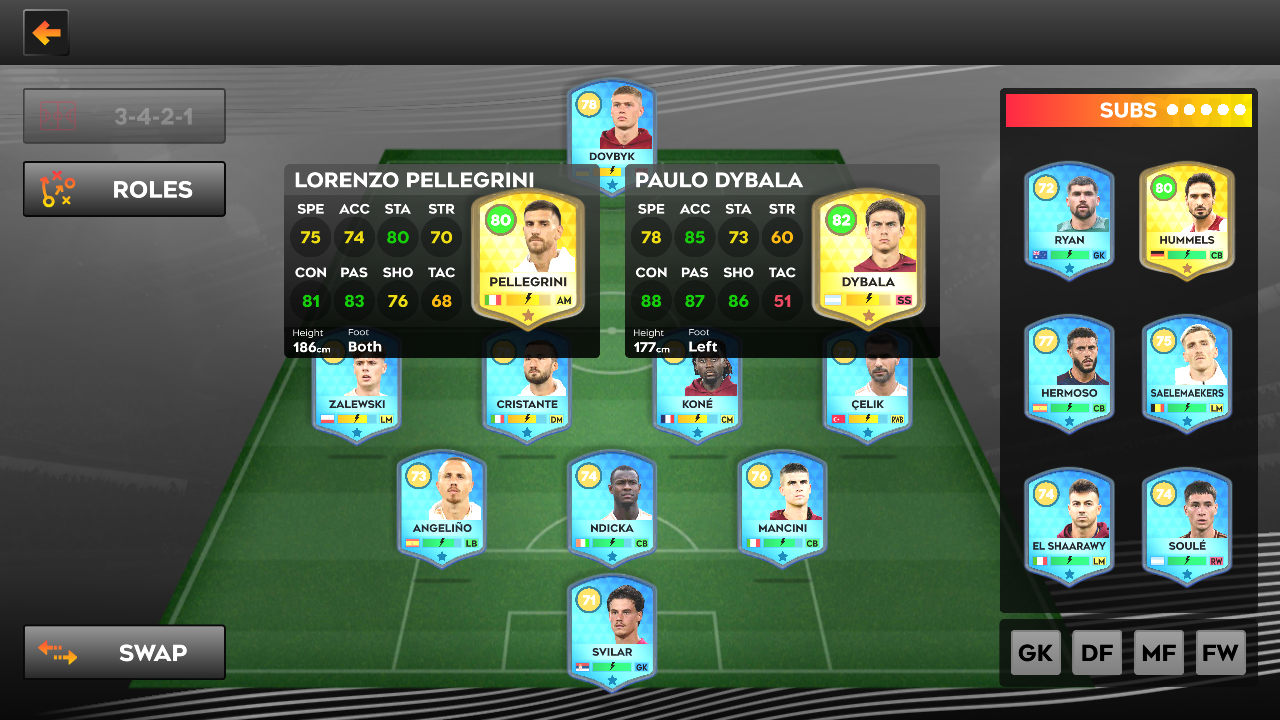 3-4-2-1
ROLES
78
DOVBYK
LORENZO PELLEGRINI
SPE ACC STA STR
75 74 80 70
CON PAS SHO TAC
81 83 76 68
Height Foot
186cm Both
80
PELLEGRINI
AM
PAULO DYBALA
SPE ACC STA STR
78 85 73 60
CON PAS SHO TAC
88 87 86 51
Height Foot
177cm Left
82
DYBALA
SS
ZALEWSKI
LM
CRISTANTE
DM
KONÉ
CM
ÇELIK
RWB
73
ANGELIÑO
LB
74
NDICKA
CB
76
MANCINI
CB
71
SVILAR
GK
SUBS
72
RYAN
GK
80
HUMMELS
CB
77
HERMOSO
CB
75
SAELEMAEKERS
LM
74
EL SHAARAWY
LM
74
SOULÉ
RW
SWAP
GK DF MF FW